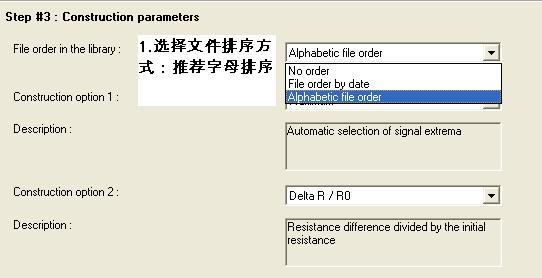 Step #3 : Construction parameters
File order in the library :
1.选择文件排序方
式：推荐字母排序
Alphabetic file order
No order
File order by date
Alphabetic file order
Construction option 1 :
Description :
Automatic selection of signal extrema
Construction option 2 :
Delta R / R0
Description :
Resistance difference divided by the initial
resistance